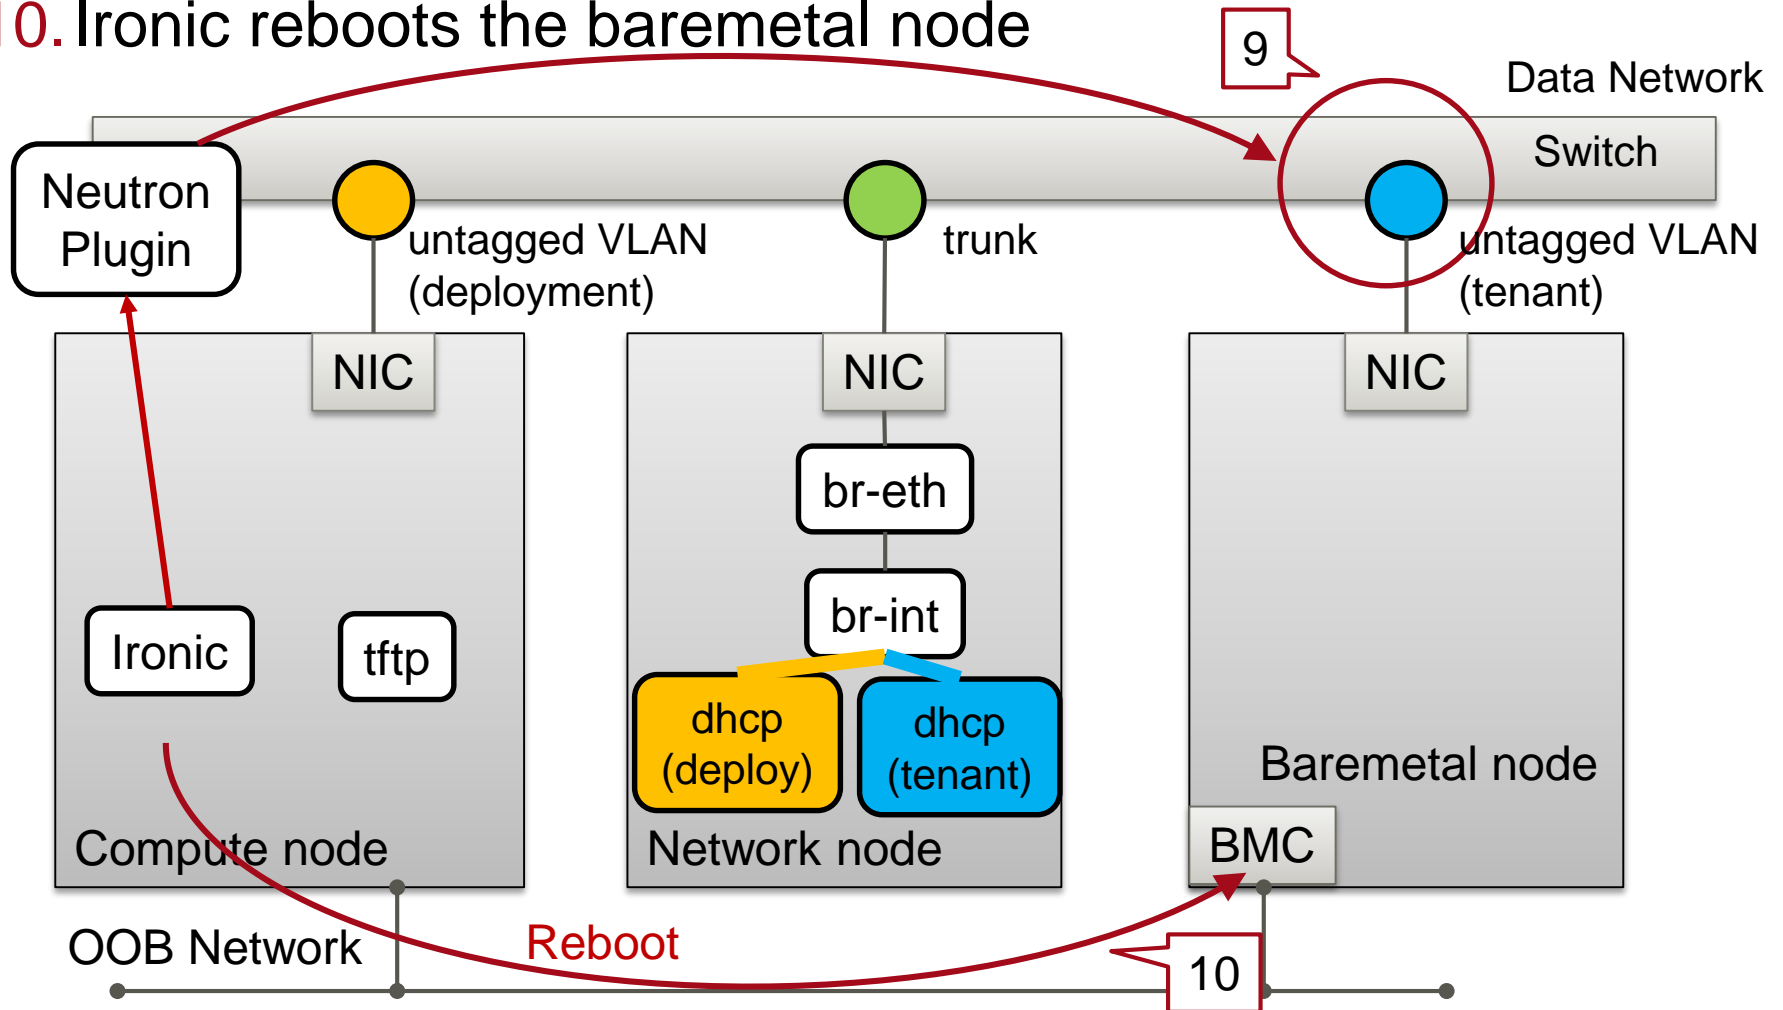 10. Ironic reboots the baremetal node
9
Data Network
Switch
Neutron
Plugin
untagged VLAN
(deployment)
trunk
untagged VLAN
(tenant)
NIC
NIC
NIC
br-eth
br-int
Ironic
tftp
dhcp
(deploy)
dhcp
(tenant)
Baremetal node
Compute node
Network node
BMC
OOB Network
Reboot
10